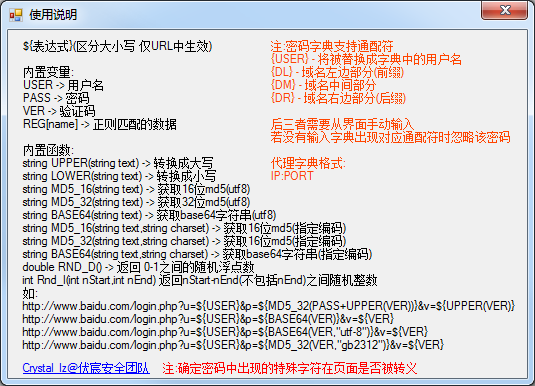 使用说明
${表达式}(区分大小写 仅URL中生效)
内置变量:
USER -> 用户名
PASS -> 密码
VER -> 验证码
REG[name] -> 正则匹配的数据
注:密码字典支持通配符
{USER} - 将被替换成字典中的用户名
{DL} - 域名左边部分(前缀)
{DM} - 域名中间部分
{DR} - 域名右边部分(后缀)
后三者需要从界面手动输入
若没有输入字典出现对应通配符时忽略该密码
代理字典格式:
IP:PORT
内置函数:
string UPPER(string text) -> 转换成大写
string LOWER(string text) -> 转换成小写
string MD5_16(string text) -> 获取16位md5(utf8)
string MD5_32(string text) -> 获取32位md5(utf8)
string BASE64(string text) -> 获取base64字符串(utf8)
string MD5_16(string text,string charset) -> 获取16位md5(指定编码)
string MD5_32(string text,string charset) -> 获取16位md5(指定编码)
string BASE64(string text,string charset) -> 获取base64字符串(指定编码)
double RND_D() -> 返回 0-1之间的随机浮点数
int Rnd_I(int nStart,int nEnd) 返回nStart-nEnd(不包括nEnd)之间随机整数
如:
http://www.baidu.com/login.php?u=${USER}&p=${MD5_32(PASS+UPPER(VER))}&v=${UPPER(VER)}
http://www.baidu.com/login.php?u=${USER}&p=${BASE64(VER)}&v=${VER}
http://www.baidu.com/login.php?u=${USER}&p=${BASE64(VER,"utf-8")}&v=${VER}
http://www.baidu.com/login.php?u=${USER}&p=${MD5_32(VER,"gb2312")}&v=${VER}
Crystal_lz@伏宸安全团队 注:确定密码中出现的特殊字符在页面是否被转义